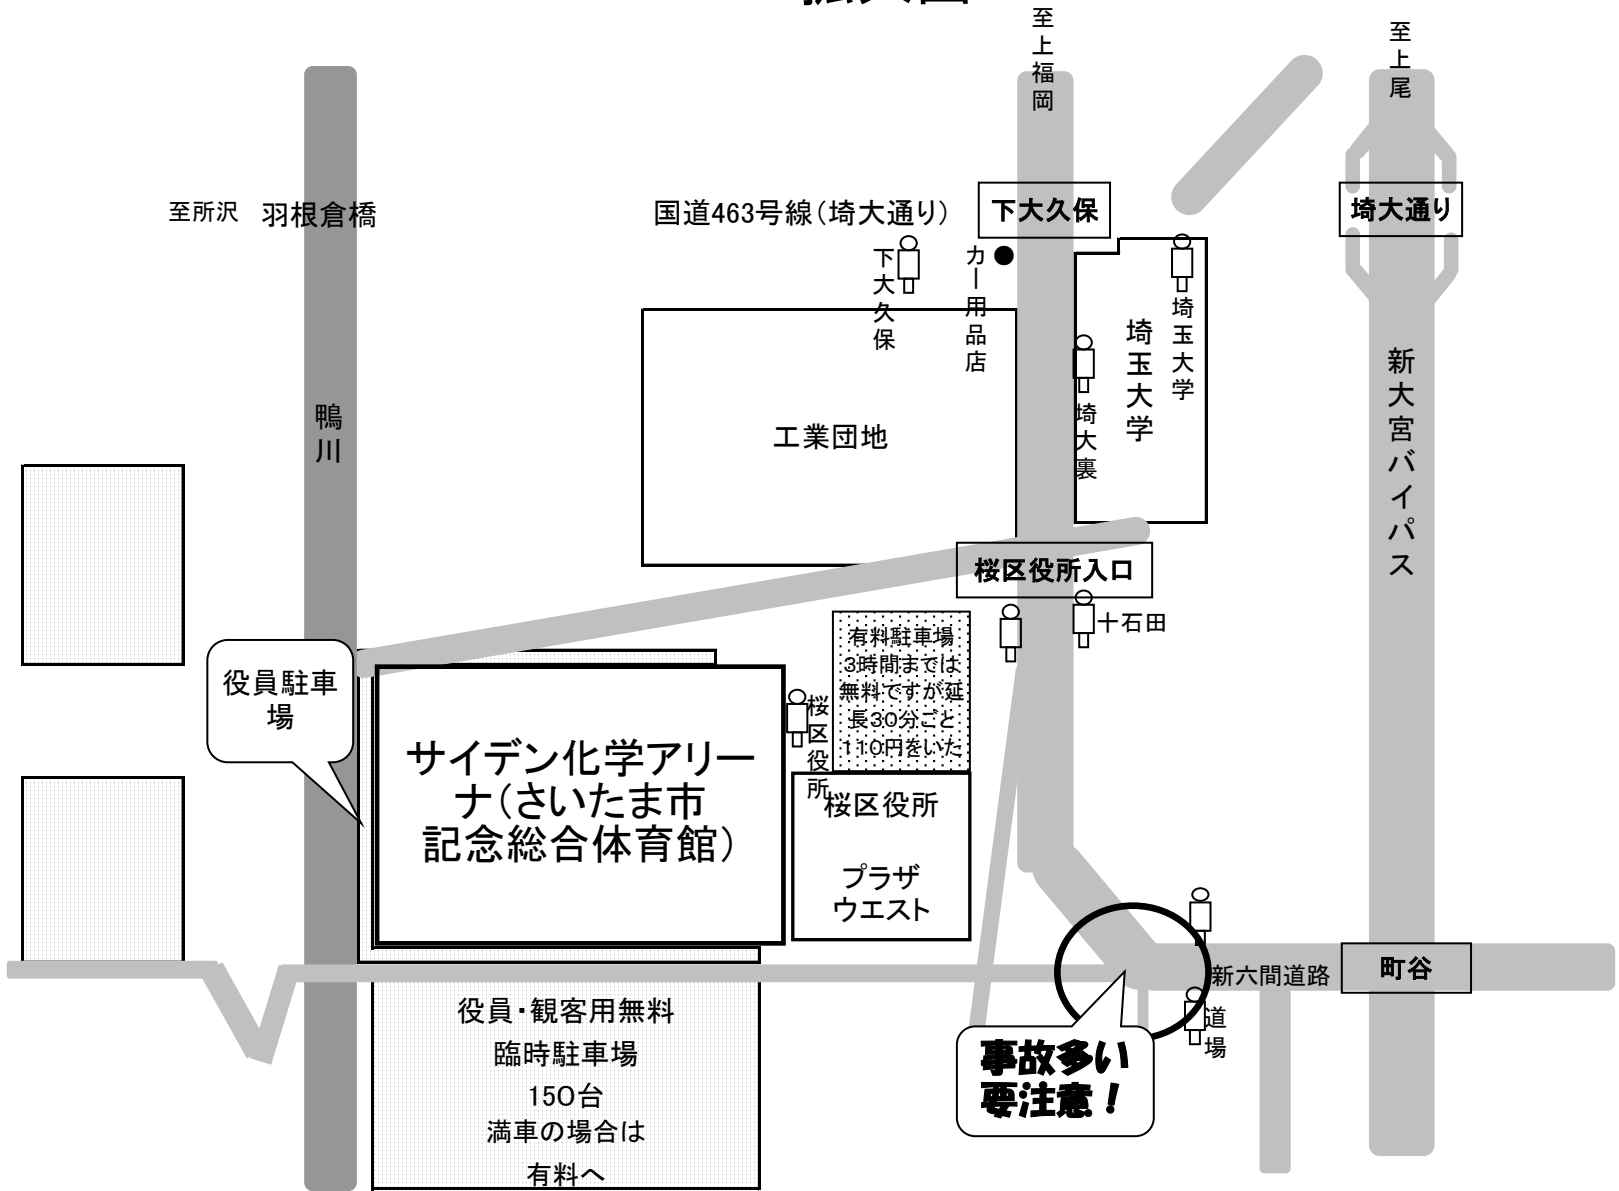 至上福岡
至上尾
至所沢
羽根倉橋
国道463号線（埼大通り）
下大久保
埼大通り
下大久保
カー用品店
埼玉大学
埼玉大学
埼大裏
新大宮バイパス
鴨川
工業団地
桜区役所入口
十石田
有料駐車場
3時間までは
無料ですが延
長30分ごと
110円をいた
役員駐車
場
桜区役所
サイデン化学アリー
ナ（さいたま市
記念総合体育館）
桜区役所
プラザ
ウエスト
新六間道路
町谷
道場
役員・観客用無料
臨時駐車場
150台
満車の場合は
有料へ
事故多い
要注意！